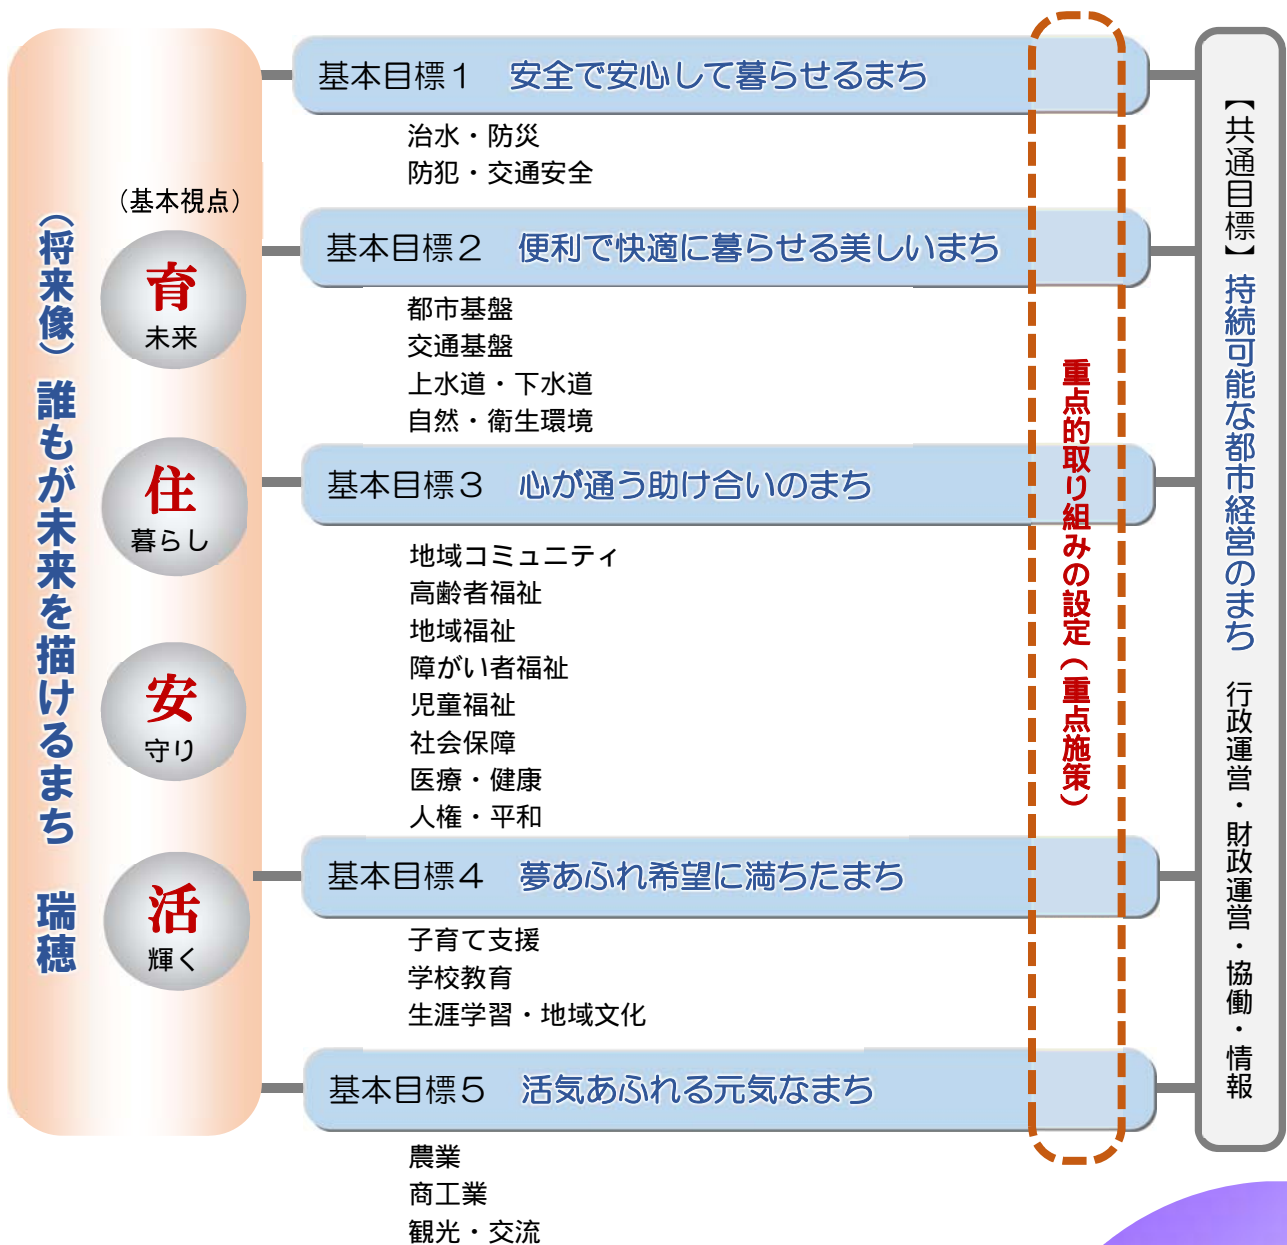 (将来像) 誰もが未来を描けるまち 瑞穂
(基本視点)
育
未来
住
暮らし
安
守り
活
輝く
基本目標1 安全で安心して暮らせるまち
治水・防災
防犯・交通安全
基本目標2 便利で快適に暮らせる美しいまち
都市基盤
交通基盤
上水道・下水道
自然・衛生環境
基本目標3 心が通う助け合いのまち
地域コミュニティ
高齢者福祉
地域福祉
障がい者福祉
児童福祉
社会保障
医療・健康
人権・平和
基本目標4 夢あふれ希望に満ちたまち
子育て支援
学校教育
生涯学習・地域文化
基本目標5 活気あふれる元気なまち
農業
商工業
観光・交流
重点的取り組みの設定(重点施策)
【共通目標】持続可能な都市経営のまち 行政運営・財政運営・協働・情報